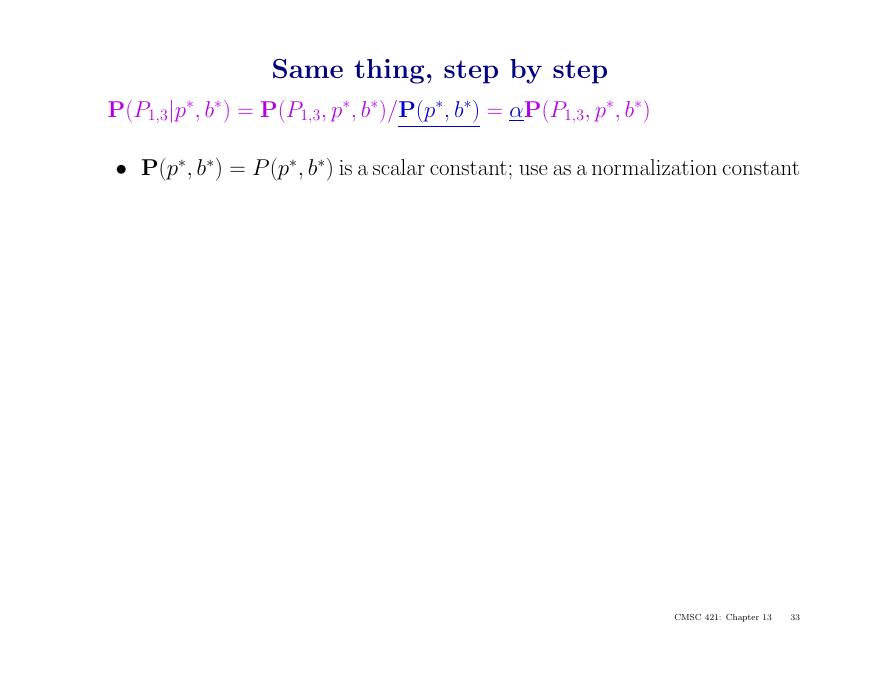 Same thing, step by step
P(P₁,₃|p*, b*) = P(P₁,₃, p*, b*)/P(p*, b*) = αP(P₁,₃, p*, b*)
• P(p*, b*) = P(p*, b*) is a scalar constant; use as a normalization constant
CMSC 421: Chapter 13 33